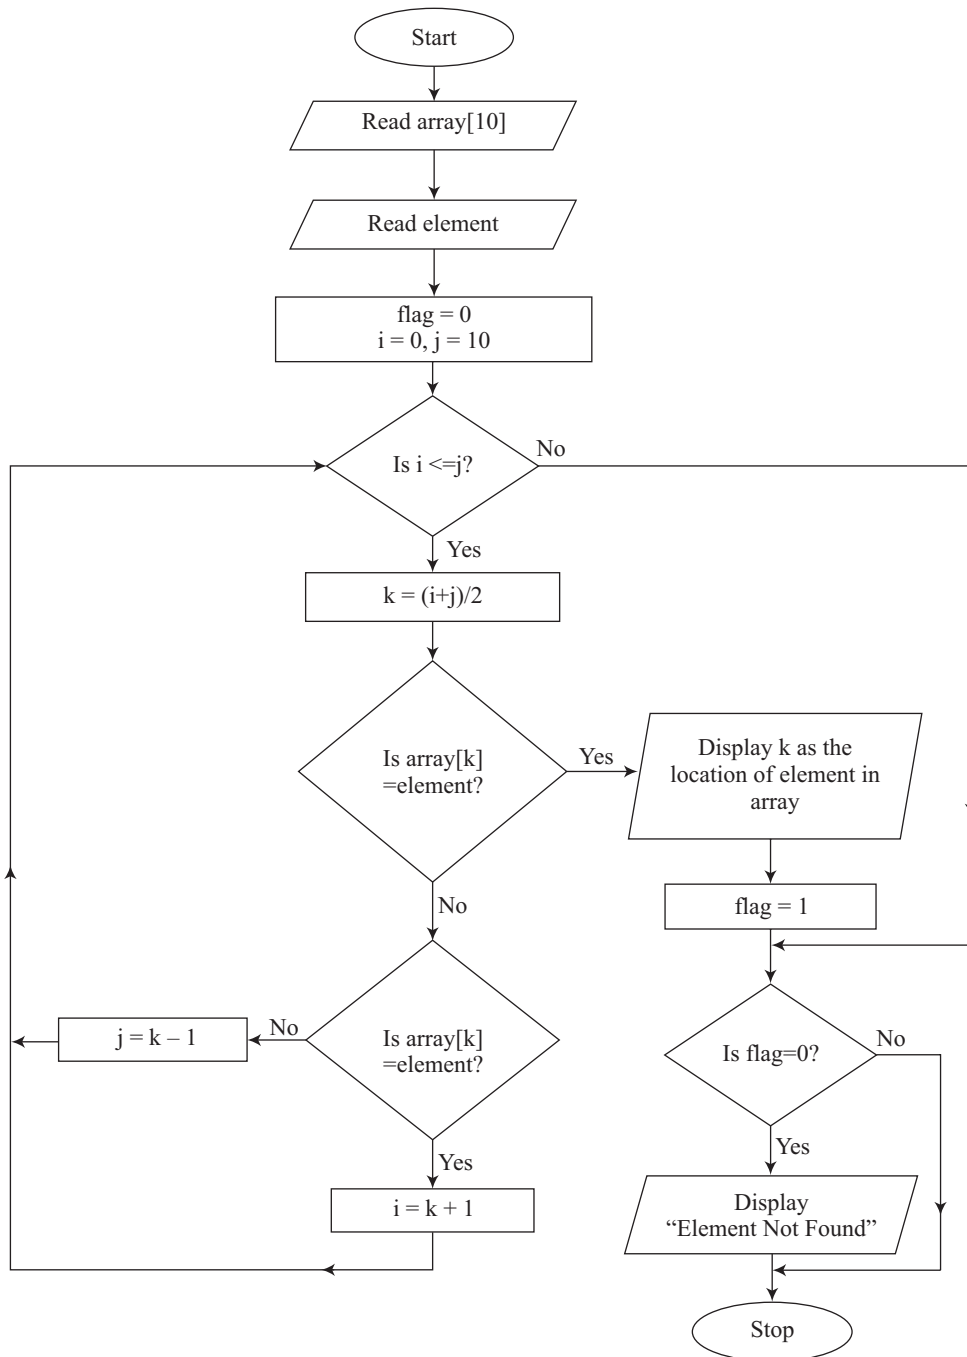 Start
Read array[10]
Read element
flag = 0
i = 0, j = 10
Is i <=j?
No
Yes
k = (i+j)/2
Is array[k]
=element?
Yes
Display k as the
location of element in
array
No
flag = 1
Is array[k]
=element?
No
j = k – 1
Yes
i = k + 1
Is flag=0?
No
Yes
Display
“Element Not Found”
Stop